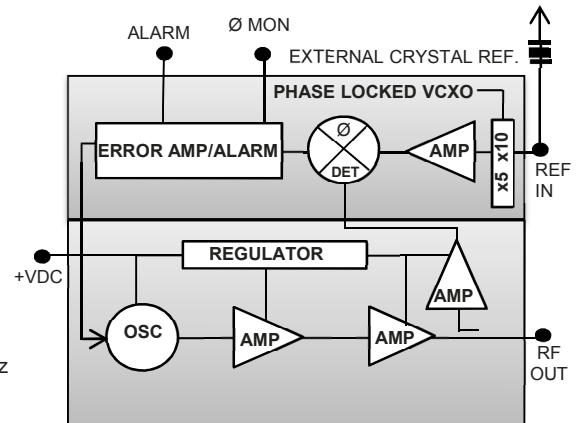 ALARM
Ø MON
EXTERNAL CRYSTAL REF.
PHASE LOCKED VCXO
ERROR AMP/ALARM
Ø
DET
AMP
x5 x10
REF
IN
+VDC
REGULATOR
AMP
OSC
AMP
AMP
RF
OUT
z